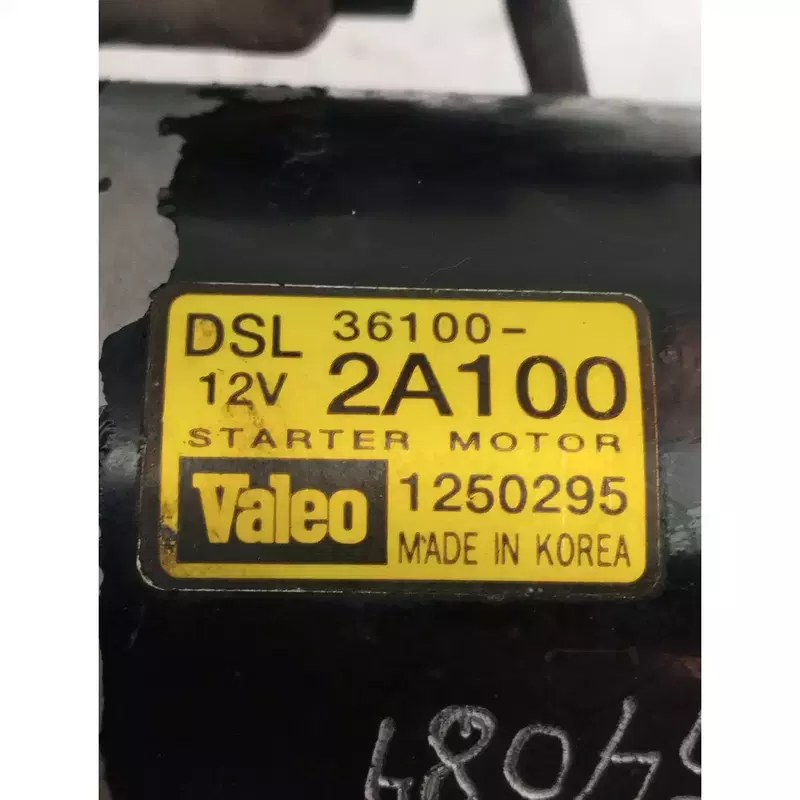 DSL 36100-
12V 2A100
STARTER MOTOR
Valeo 1250295
MADE IN KOREA